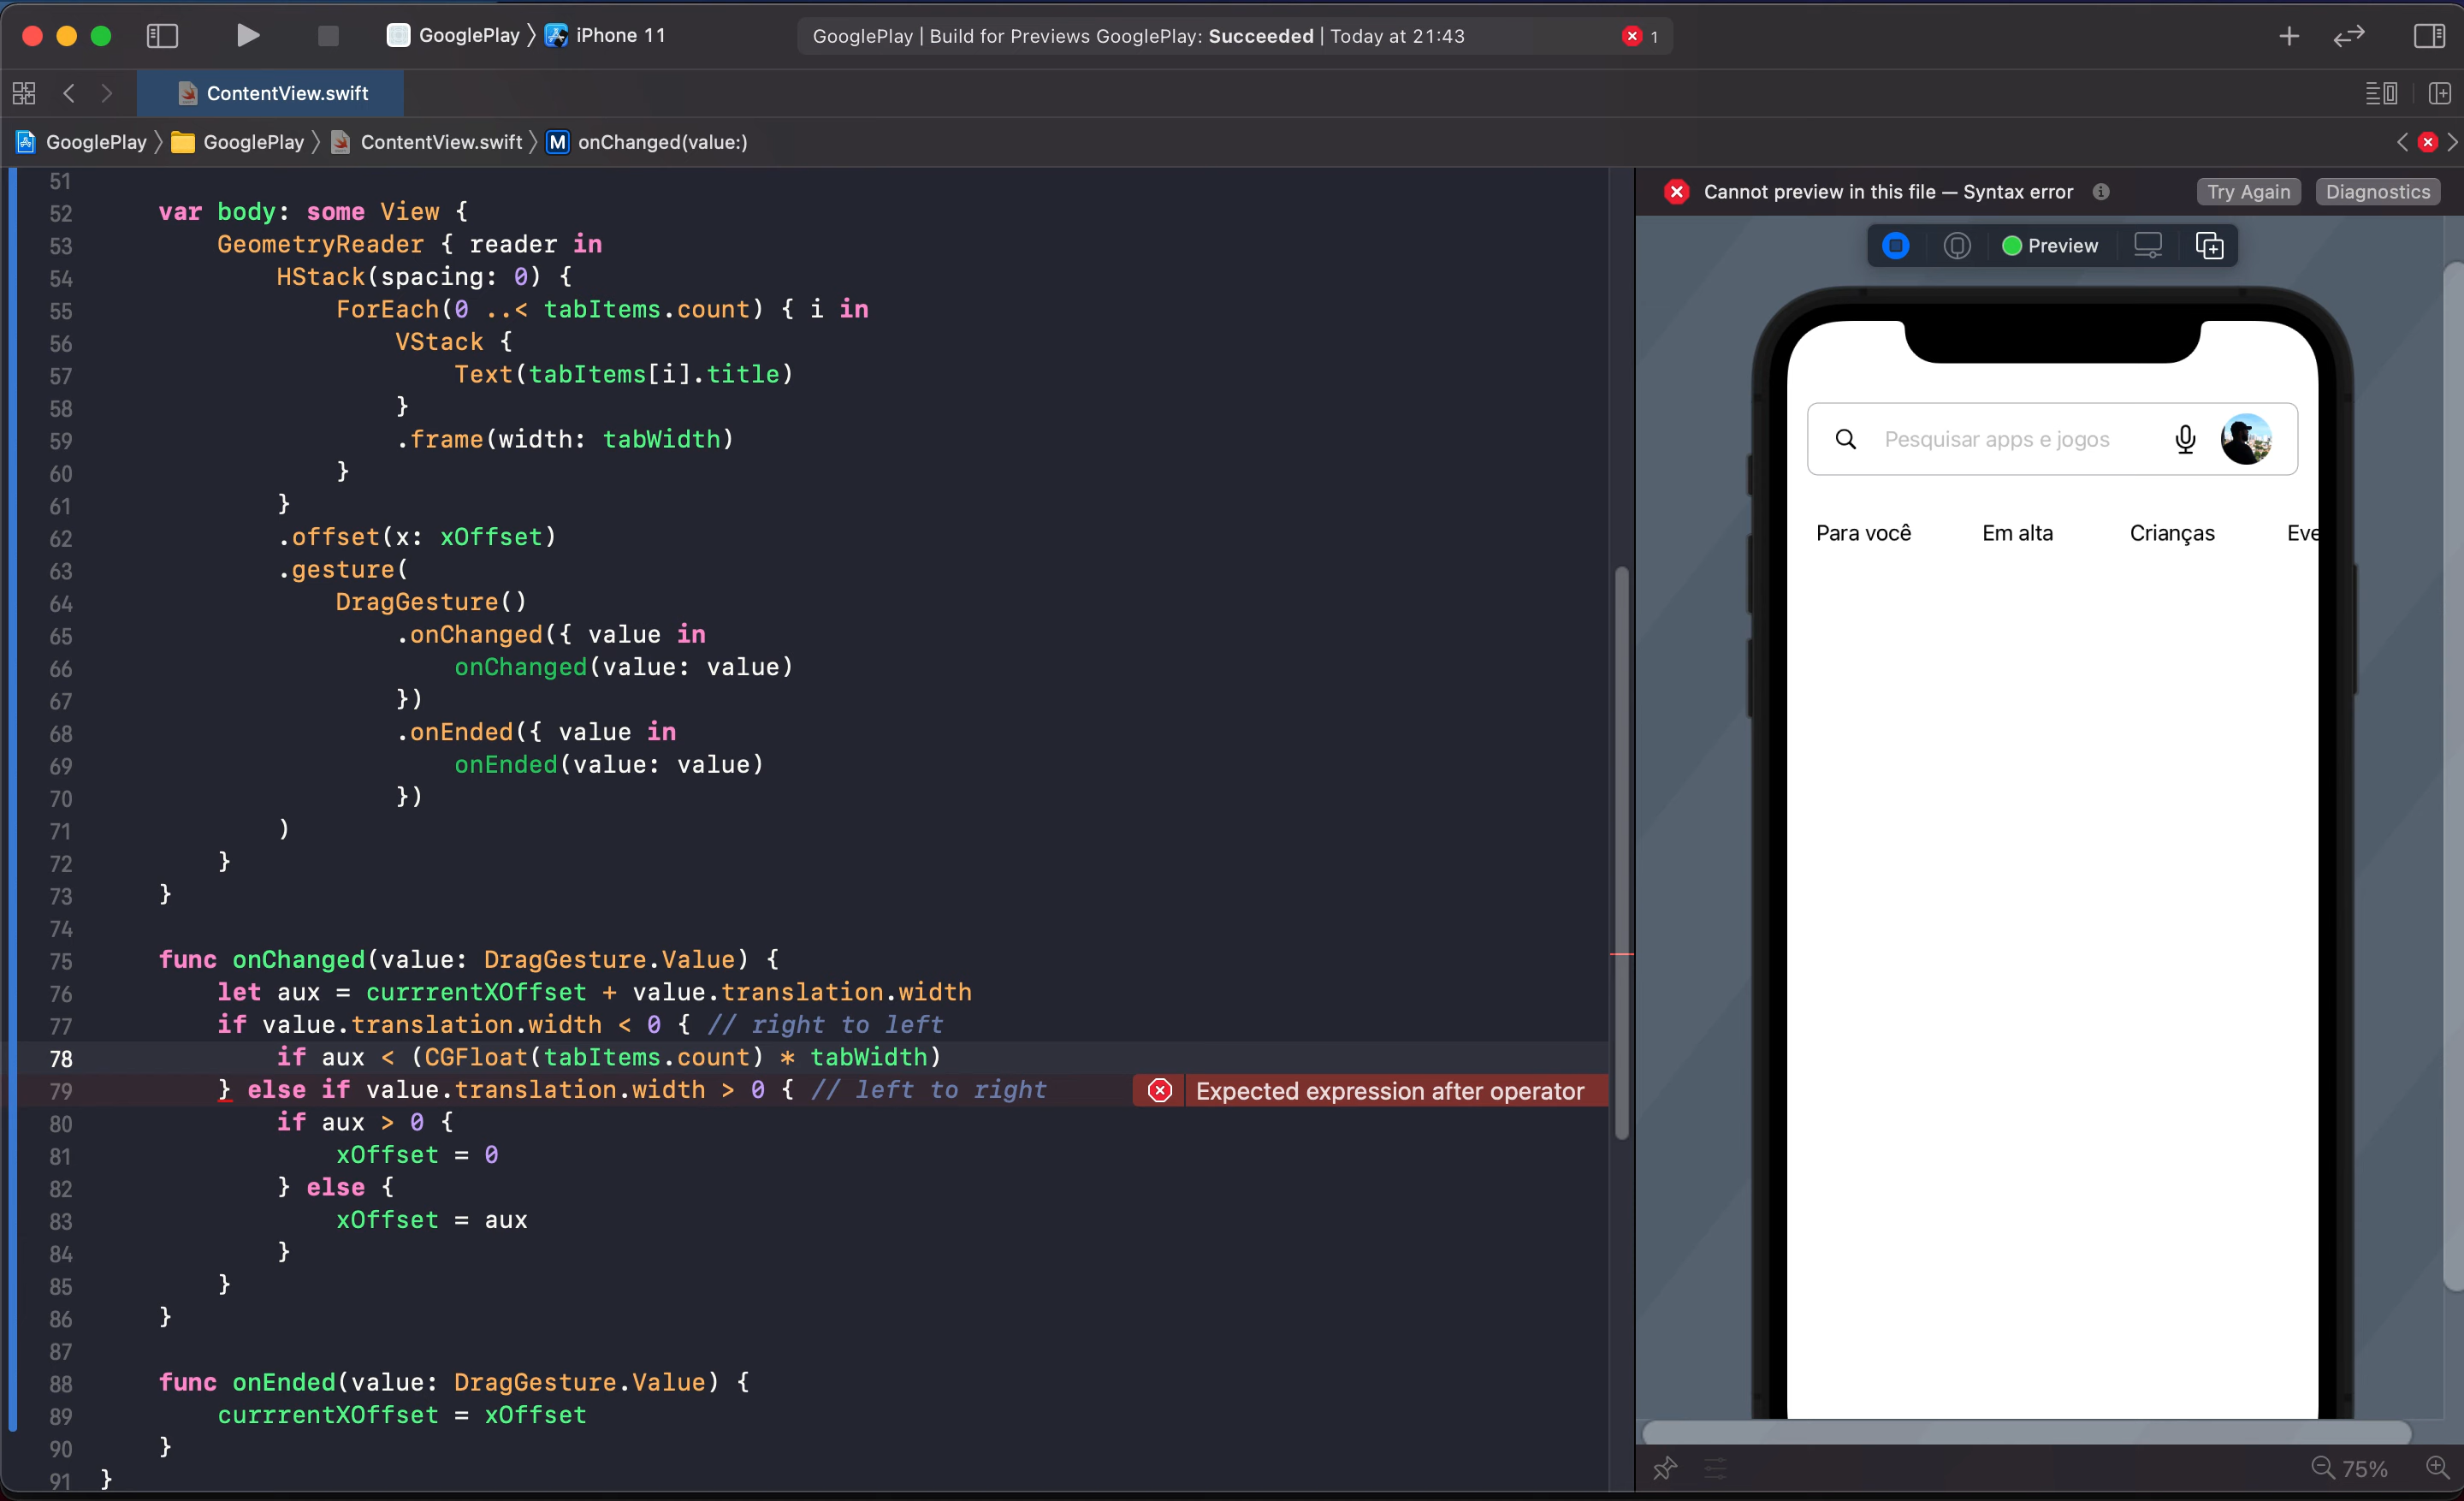 GooglePlay 〉 iPhone 11
GooglePlay | Build for Previews GooglePlay: Succeeded | Today at 21:43
1
ContentView.swift
GooglePlay 〉 GooglePlay 〉 ContentView.swift 〉 M onChanged(value:)
51
52 var body: some View {
53 GeometryReader { reader in
54 HStack(spacing: 0) {
55 ForEach(0 ..< tabItems.count) { i in
56 VStack {
57 Text(tabItems[i].title)
58 }
59 .frame(width: tabWidth)
60 }
61 }
62 .offset(x: xOffset)
63 .gesture(
64 DragGesture()
65 .onChanged({ value in
66 onChanged(value: value)
67 })
68 .onEnded({ value in
69 onEnded(value: value)
70 })
71 )
72 }
73 }
74
75 func onChanged(value: DragGesture.Value) {
76 let aux = currrentXOffset + value.translation.width
77 if value.translation.width < 0 { // right to left
78 if aux < (CGFloat(tabItems.count) * tabWidth)
79 } else if value.translation.width > 0 { // left to right
Expected expression after operator
80 if aux > 0 {
81 xOffset = 0
82 } else {
83 xOffset = aux
84 }
85 }
86 }
87
88 func onEnded(value: DragGesture.Value) {
89 currrentXOffset = xOffset
90 }
91 }
Cannot preview in this file — Syntax error
Try Again
Diagnostics
Preview
Pesquisar apps e jogos
Para você Em alta Crianças Eve
75%